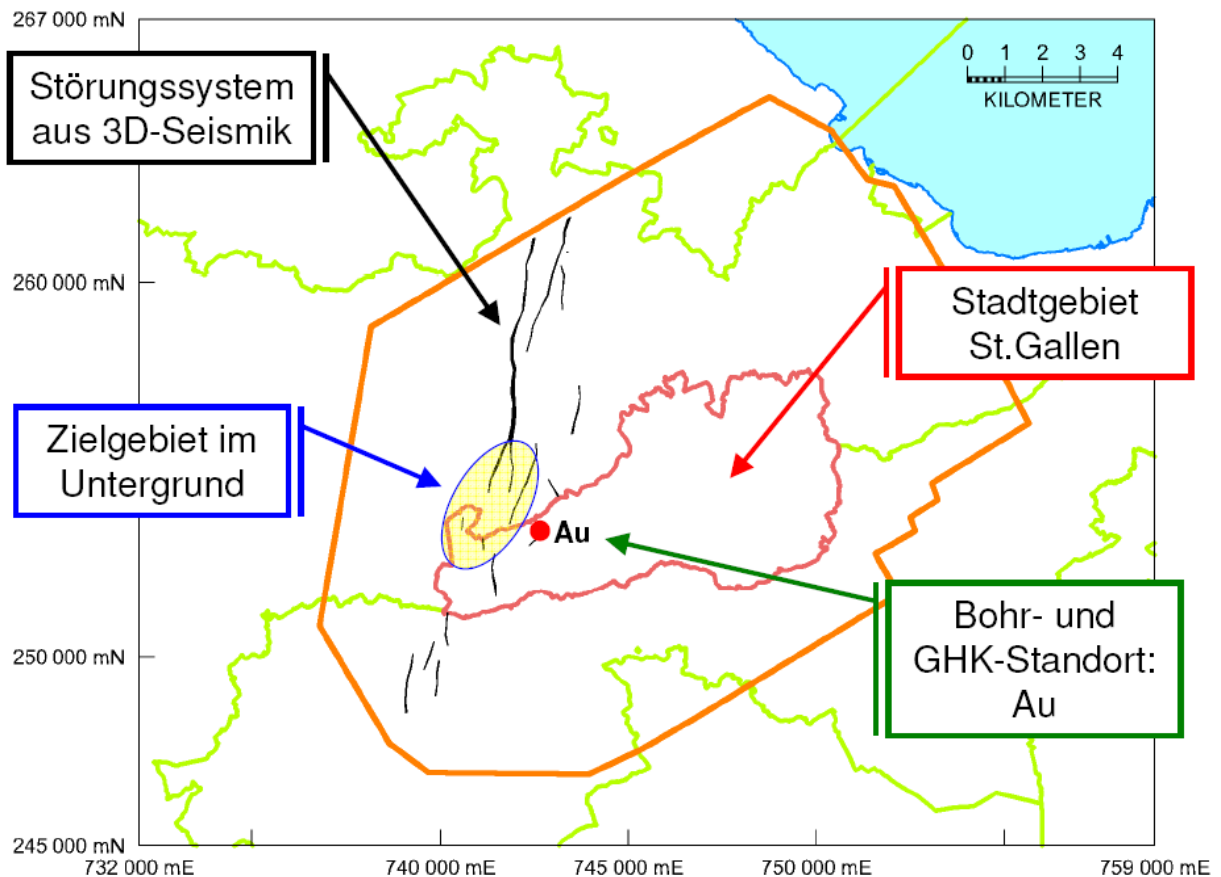 267 000 mN
0 1 2 3 4
KILOMETER
Störungssystem
aus 3D-Seismik
260 000 mN
Stadtgebiet
St.Gallen
Zielgebiet im
Untergrund
Au
Bohr- und
GHK-Standort:
Au
250 000 mN
245 000 mN
732 000 mE 740 000 mE 745 000 mE 750 000 mE 759 000 mE